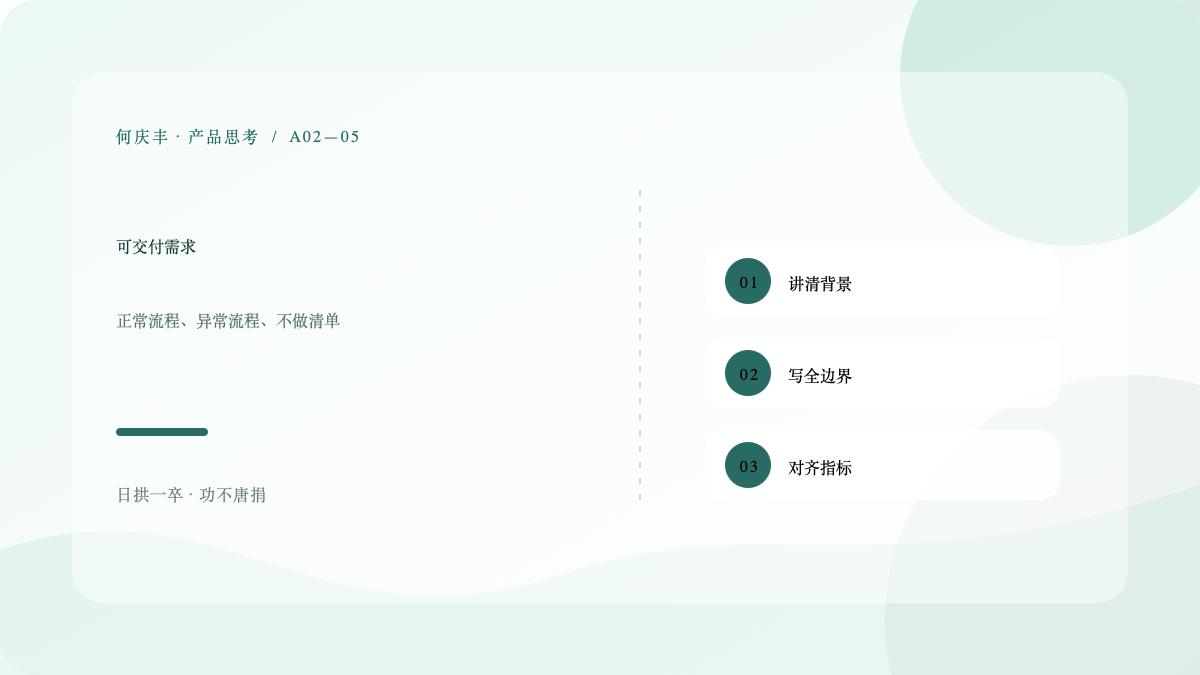 何庆丰 · 产品思考 / A02—05
可交付需求
正常流程、异常流程、不做清单
日拱一卒 · 功不唐捐
01 讲清背景
02 写全边界
03 对齐指标